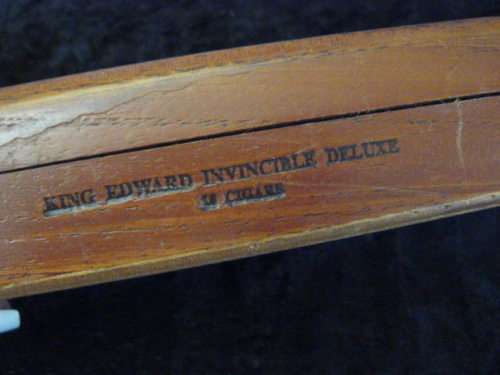 KING EDWARD INVINCIBLE DELUXE
CIGARS